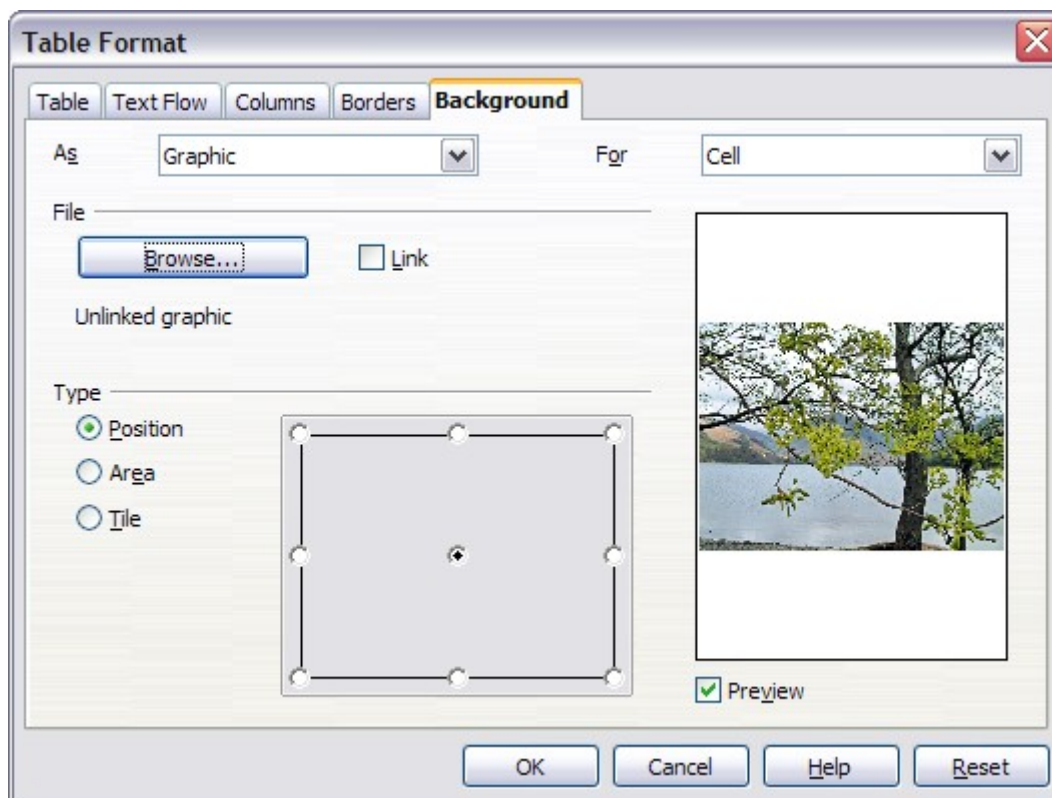 Table Format
Table Text Flow Columns Borders Background
As Graphic For Cell
File
Browse... Link
Unlinked graphic
Type
Position
Area
Tile
Preview
OK Cancel Help Reset